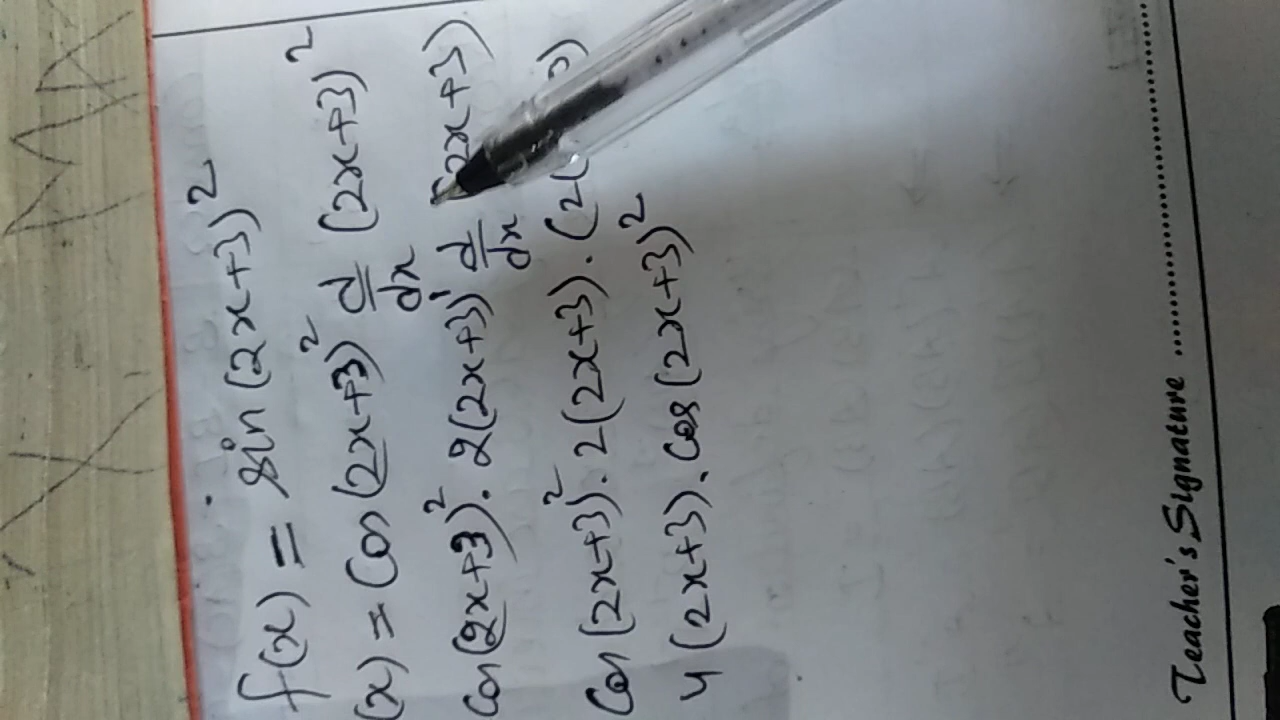 f(x) = sin(2x+3)²
(x) = cos(2x+3)² d/dx (2x+3)²
cos(2x+3)². 2(2x+3)¹ d/dx (2x+3)
cos(2x+3)². 2(2x+3). (2
4(2x+3). cos(2x+3)²
Teacher's Signature ..................